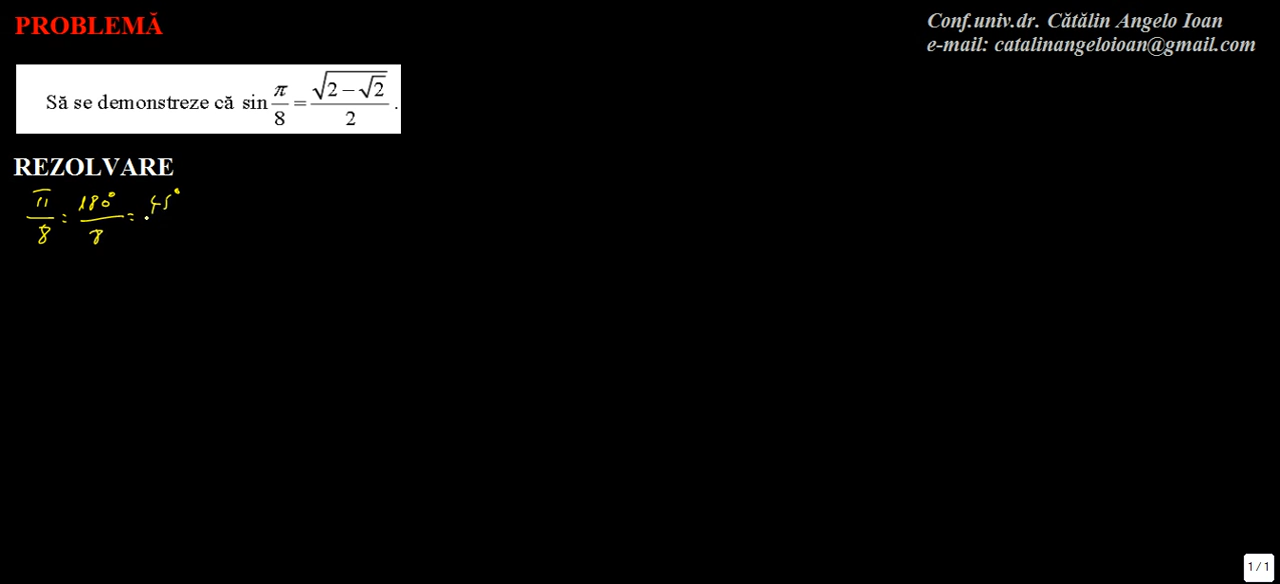 PROBLEMĂ
Conf.univ.dr. Cătălin Angelo Ioan
e-mail: catalinangeloioan@gmail.com
Să se demonstreze că sin π/8 = √(2−√2)/2 .
REZOLVARE
π/8 = 180°/8 = 45°
1/1